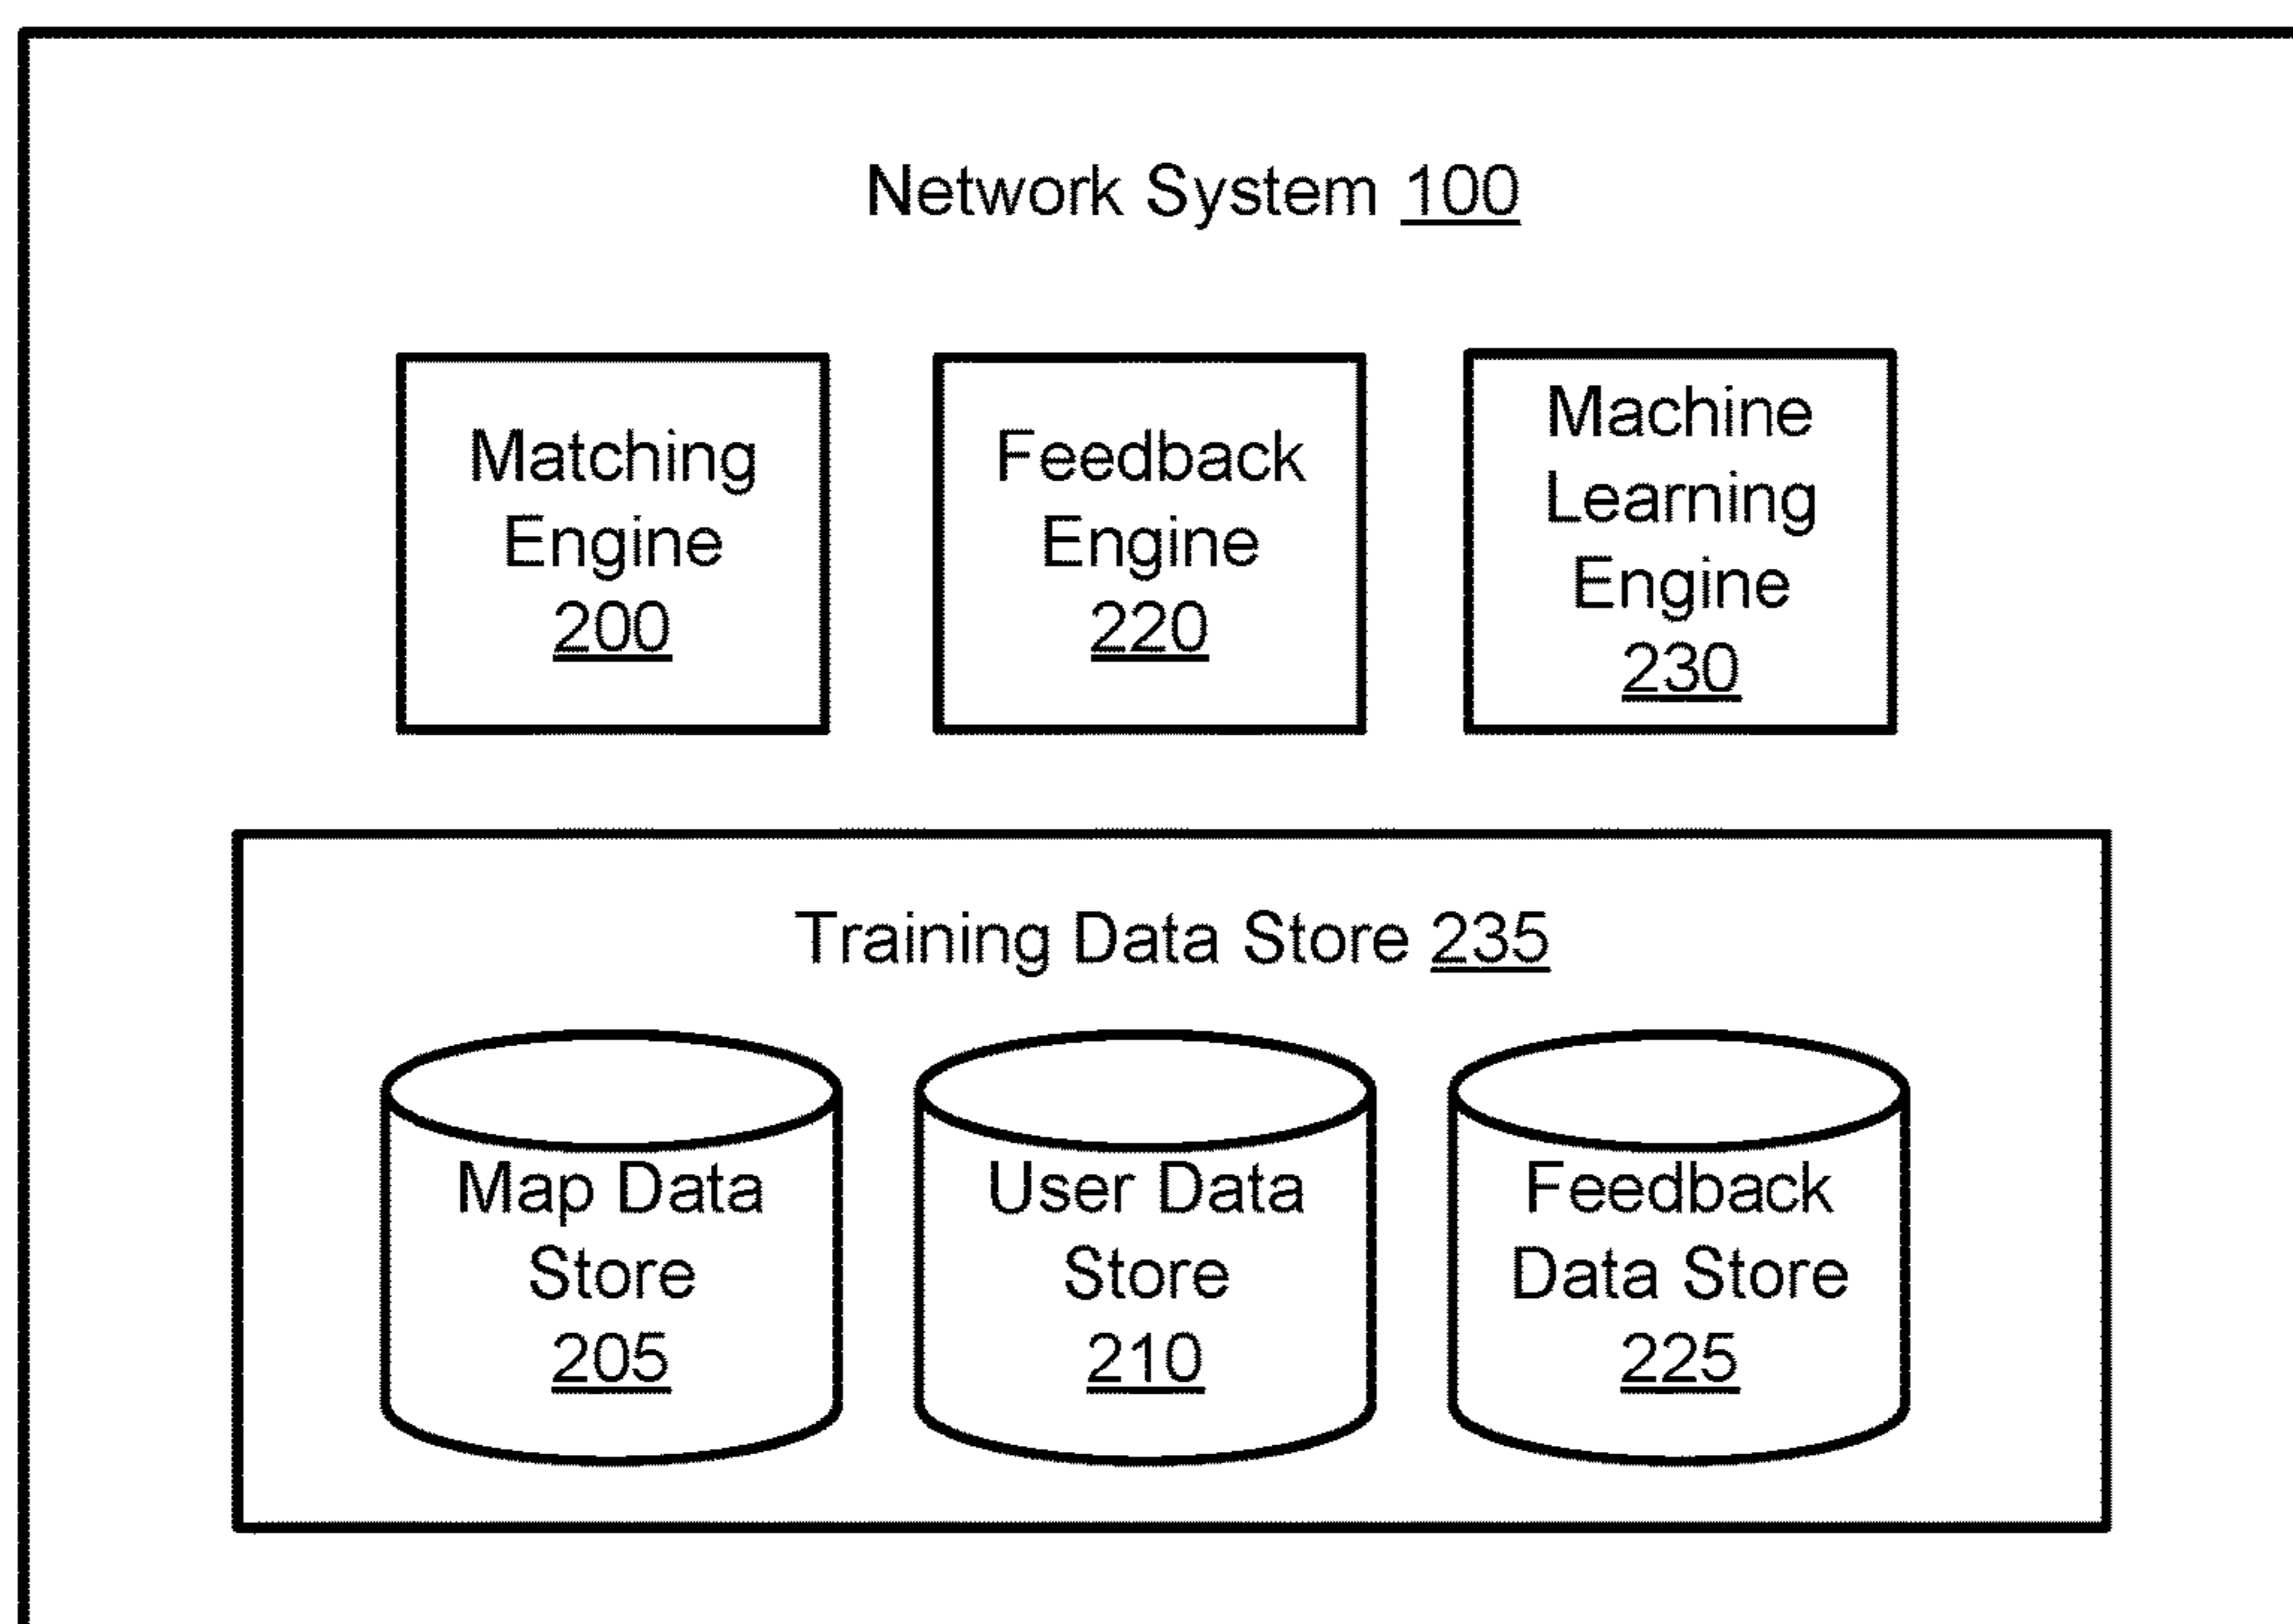 Network System 100
Matching
Engine
200
Feedback
Engine
220
Machine
Learning
Engine
230
Training Data Store 235
Map Data
Store
205
User Data
Store
210
Feedback
Data Store
225